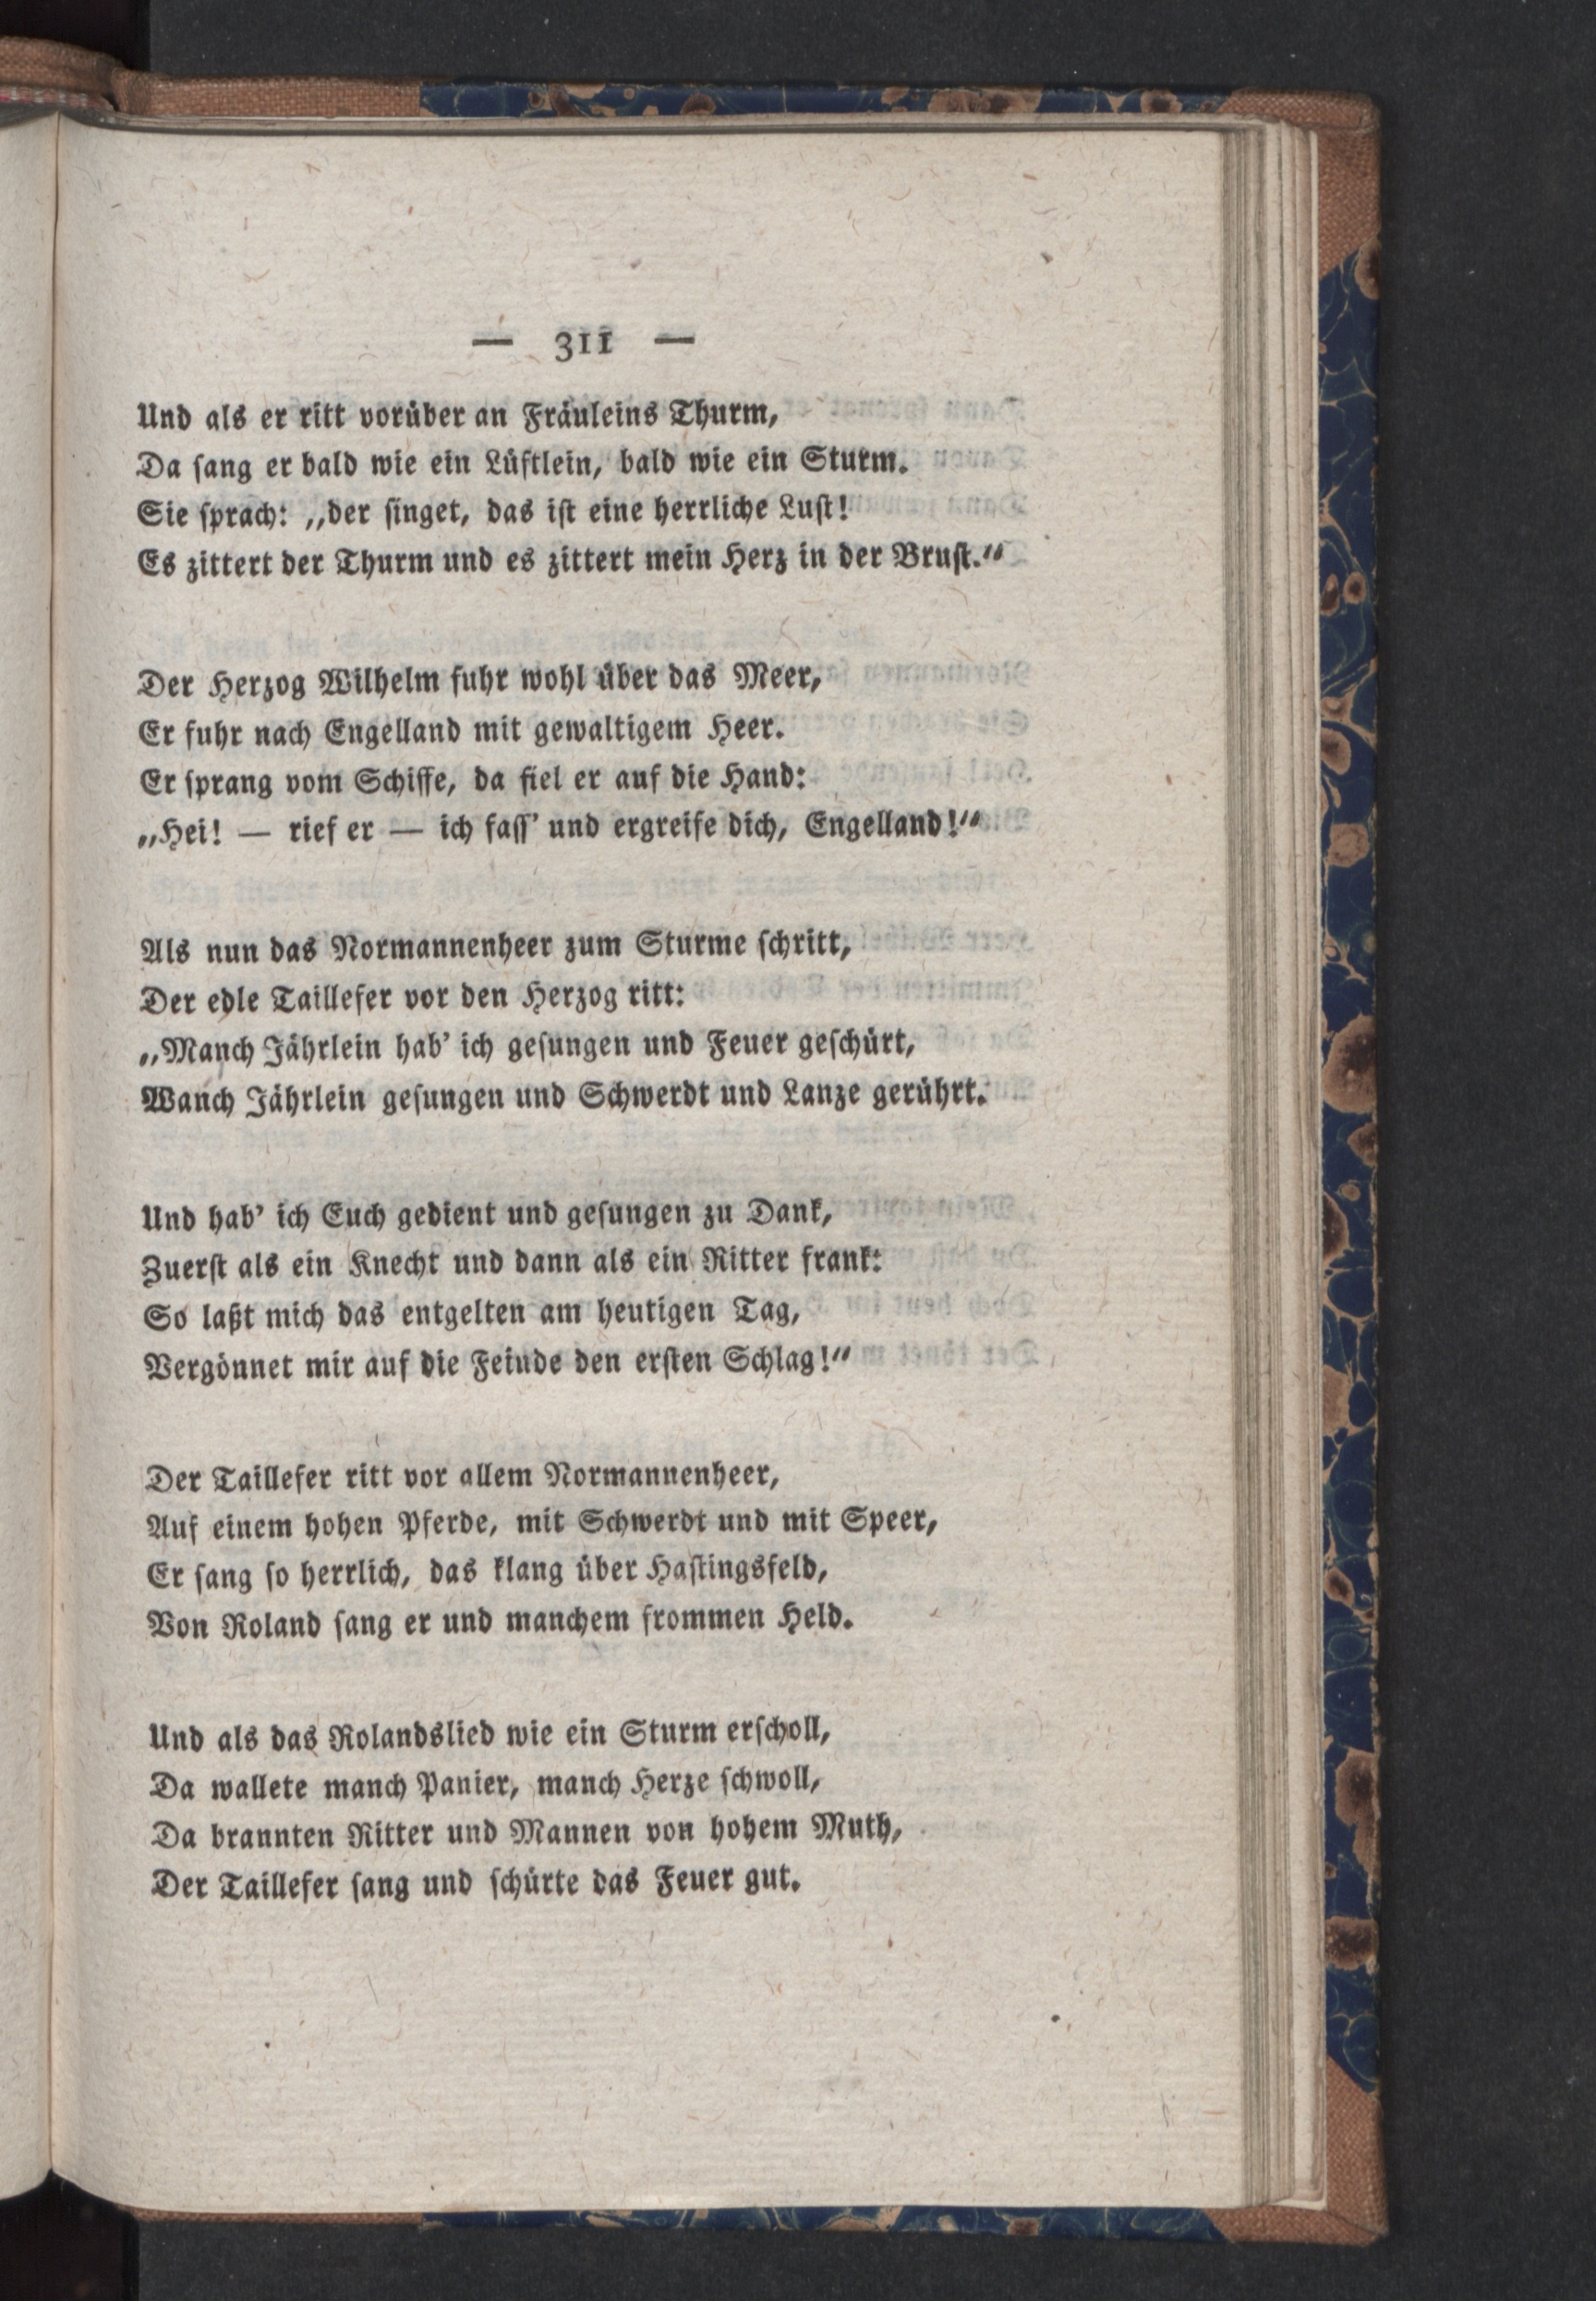 — 311 —
Und als er ritt vorüber an Fräuleins Thurm,
Da ſang er bald wie ein Lüftlein, bald wie ein Sturm.
Sie ſprach: „der ſinget, das iſt eine herrliche Luſt!
Es zittert der Thurm und es zittert mein Herz in der Bruſt.“
Der Herzog Wilhelm fuhr wohl über das Meer,
Er fuhr nach Engelland mit gewaltigem Heer.
Er ſprang vom Schiffe, da fiel er auf die Hand:
„Hei! — rief er — ich faſſ’ und ergreife dich, Engelland!“
Als nun das Normannenheer zum Sturme ſchritt,
Der edle Taillefer vor den Herzog ritt:
„Manch Jährlein hab’ ich geſungen und Feuer geſchürt,
Wanch Jährlein geſungen und Schwerdt und Lanze gerührt.
Und hab’ ich Euch gedient und geſungen zu Dank,
Zuerſt als ein Knecht und dann als ein Ritter frank:
So laßt mich das entgelten am heutigen Tag,
Vergönnet mir auf die Feinde den erſten Schlag!“
Der Taillefer ritt vor allem Normannenheer,
Auf einem hohen Pferde, mit Schwerdt und mit Speer,
Er ſang ſo herrlich, das klang über Haſtingsfeld,
Von Roland ſang er und manchem frommen Held.
Und als das Rolandslied wie ein Sturm erſcholl,
Da wallete manch Panier, manch Herze ſchwoll,
Da brannten Ritter und Mannen von hohem Muth,
Der Taillefer ſang und ſchürte das Feuer gut.